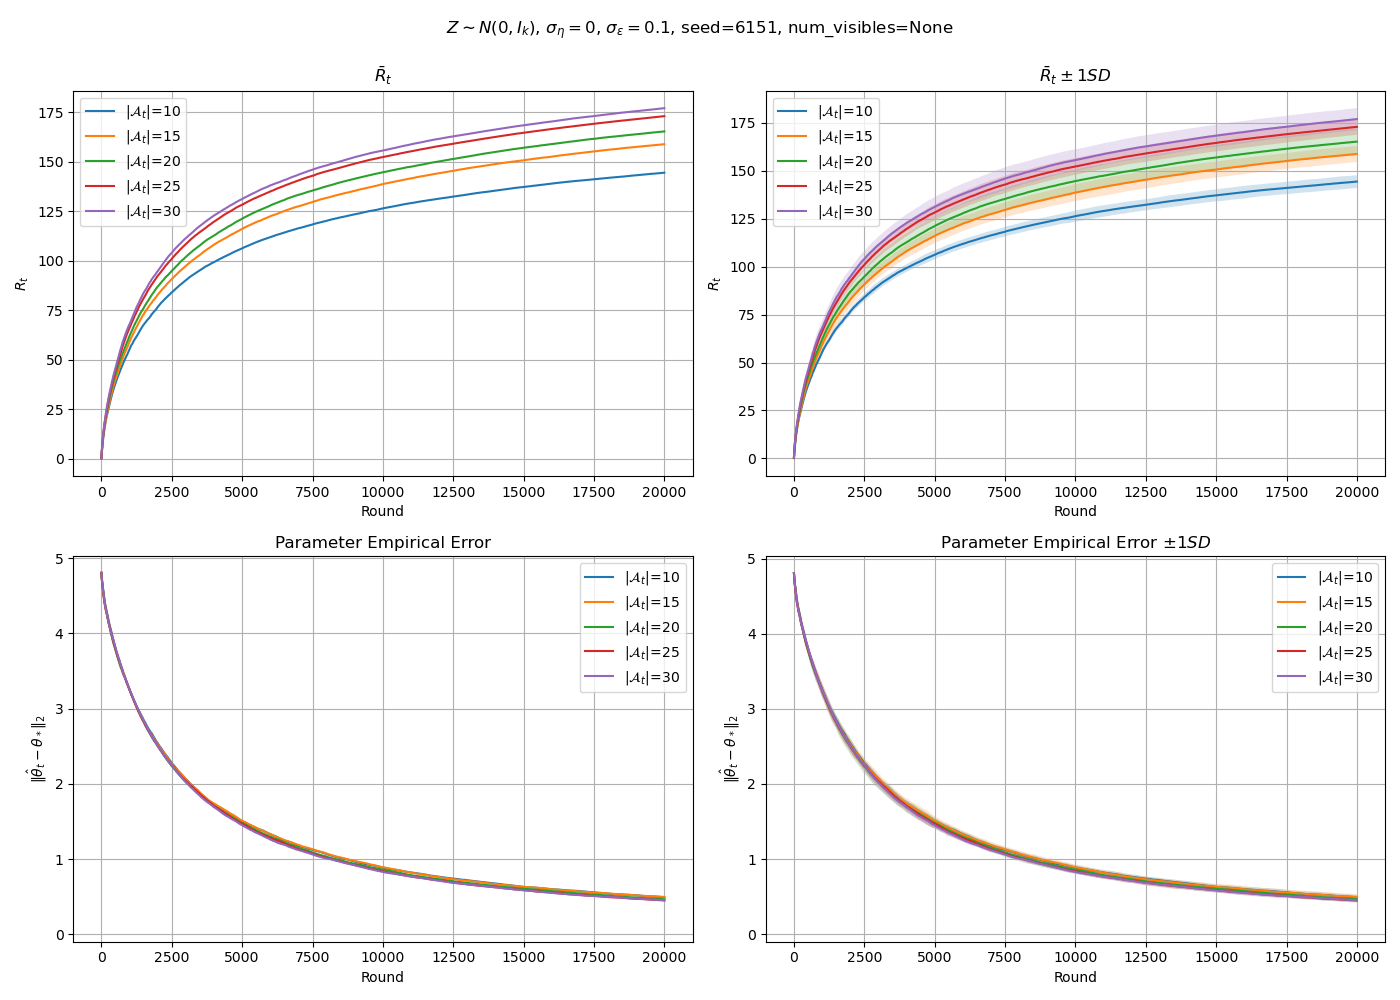 Z ∼ N(0, I_k), σ_η = 0, σ_ε = 0.1, seed=6151, num_visibles=None
R̄_t
R_t
175
150
125
100
75
50
25
0
|𝒜_t|=10
|𝒜_t|=15
|𝒜_t|=20
|𝒜_t|=25
|𝒜_t|=30
0 2500 5000 7500 10000 12500 15000 17500 20000
Round
R̄_t ± 1SD
R_t
175
150
125
100
75
50
25
0
|𝒜_t|=10
|𝒜_t|=15
|𝒜_t|=20
|𝒜_t|=25
|𝒜_t|=30
0 2500 5000 7500 10000 12500 15000 17500 20000
Round
Parameter Empirical Error
‖θ̂_t − θ_*‖_2
5
4
3
2
1
0
|𝒜_t|=10
|𝒜_t|=15
|𝒜_t|=20
|𝒜_t|=25
|𝒜_t|=30
0 2500 5000 7500 10000 12500 15000 17500 20000
Round
Parameter Empirical Error ±1SD
‖θ̂_t − θ_*‖_2
5
4
3
2
1
0
|𝒜_t|=10
|𝒜_t|=15
|𝒜_t|=20
|𝒜_t|=25
|𝒜_t|=30
0 2500 5000 7500 10000 12500 15000 17500 20000
Round